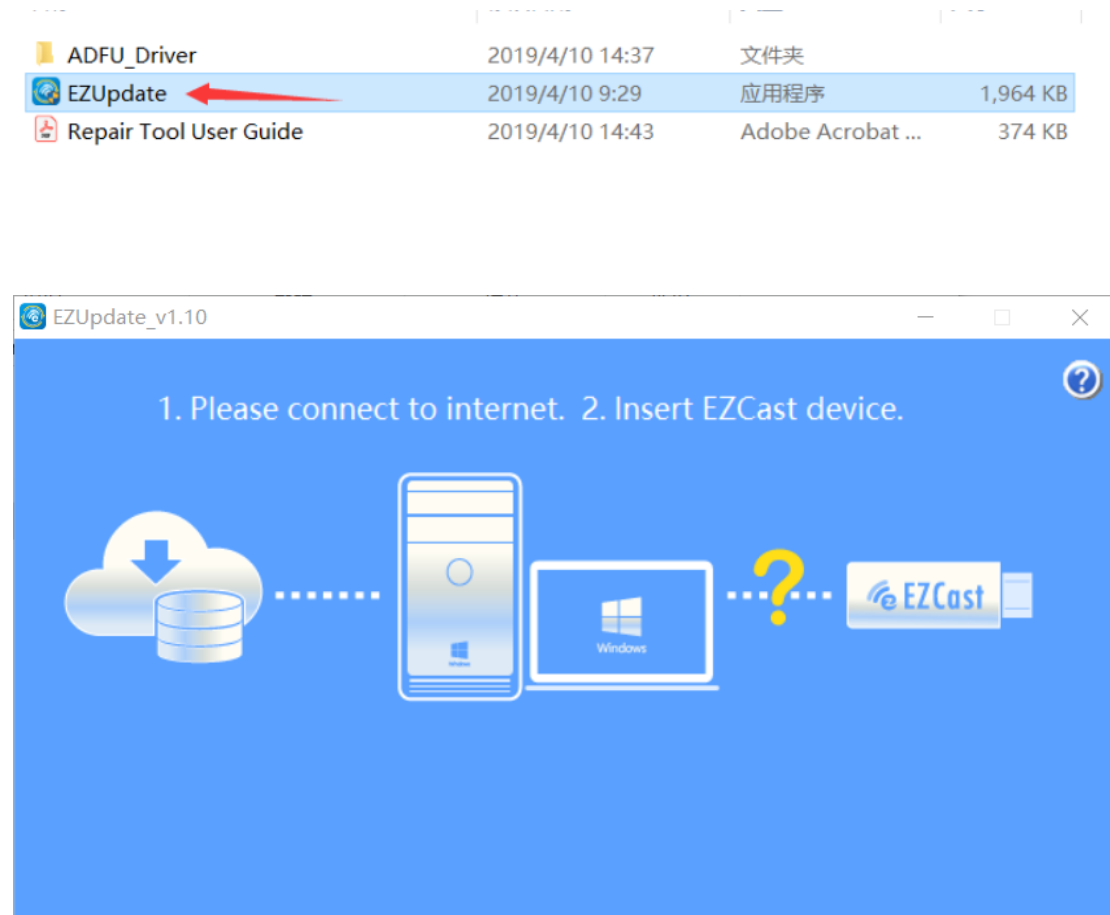 ADFU_Driver 2019/4/10 14:37 文件夹
EZUpdate 2019/4/10 9:29 应用程序 1,964 KB
Repair Tool User Guide 2019/4/10 14:43 Adobe Acrobat ... 374 KB
EZUpdate_v1.10
1. Please connect to internet. 2. Insert EZCast device.
EZCast
Windows
Windows